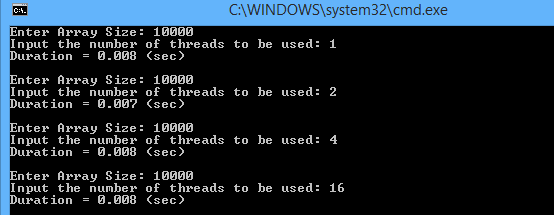 C:\WINDOWS\system32\cmd.exe
Enter Array Size: 10000
Input the number of threads to be used: 1
Duration = 0.008 (sec)
Enter Array Size: 10000
Input the number of threads to be used: 2
Duration = 0.007 (sec)
Enter Array Size: 10000
Input the number of threads to be used: 4
Duration = 0.008 (sec)
Enter Array Size: 10000
Input the number of threads to be used: 16
Duration = 0.008 (sec)